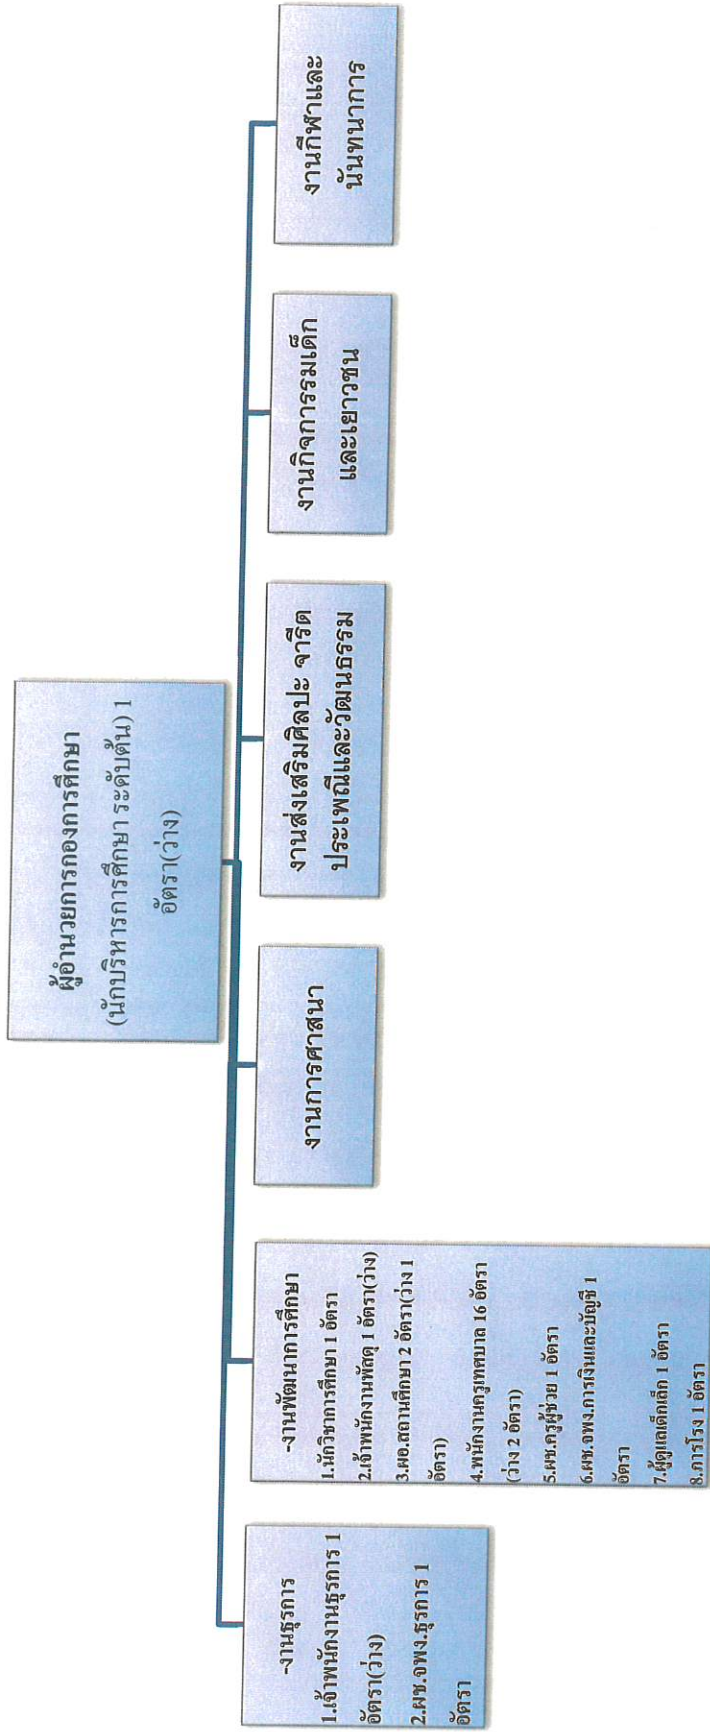 ผู้อำนวยการกองการศึกษา
(นักบริหารการศึกษา ระดับต้น) 1
อัตรา(ว่าง)
-งานธุรการ
1.เจ้าพนักงานธุรการ 1
อัตรา(ว่าง)
2.ผช.จพง.ธุรการ 1
อัตรา
-งานพัฒนาการศึกษา
1.นักวิชาการศึกษา 1 อัตรา
2.เจ้าพนักงานพัสดุ 1 อัตรา(ว่าง)
3.ผอ.สถานศึกษา 2 อัตรา(ว่าง 1
อัตรา)
4.พนักงานครูเทศบาล 16 อัตรา
(ว่าง 2 อัตรา)
5.ผช.ครูผู้ช่วย 1 อัตรา
6.ผช.จพง.การเงินและบัญชี 1
อัตรา
7.ผู้ดูแลเด็กเล็ก 1 อัตรา
8.ภารโรง 1 อัตรา
งานการศาสนา
งานส่งเสริมศิลปะ จารีต
ประเพณีและวัฒนธรรม
งานกิจการรมเด็ก
และเยาวชน
งานกีฬาและ
นันทนาการ